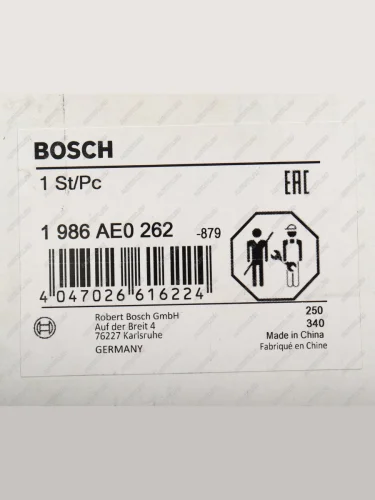 BOSCH
1 St/Pc
EAC
1 986 AE0 262 -879
4 047026 616224
Robert Bosch GmbH
Auf der Breit 4
76227 Karlsruhe
GERMANY
250
340
Made in China
Fabriqué en Chine